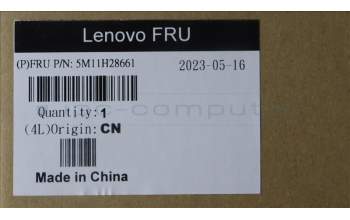 Lenovo FRU
(P)FRU P/N: 5M11H28661 2023-05-16
Quantity: 1
(4L)Origin: CN
Made in China